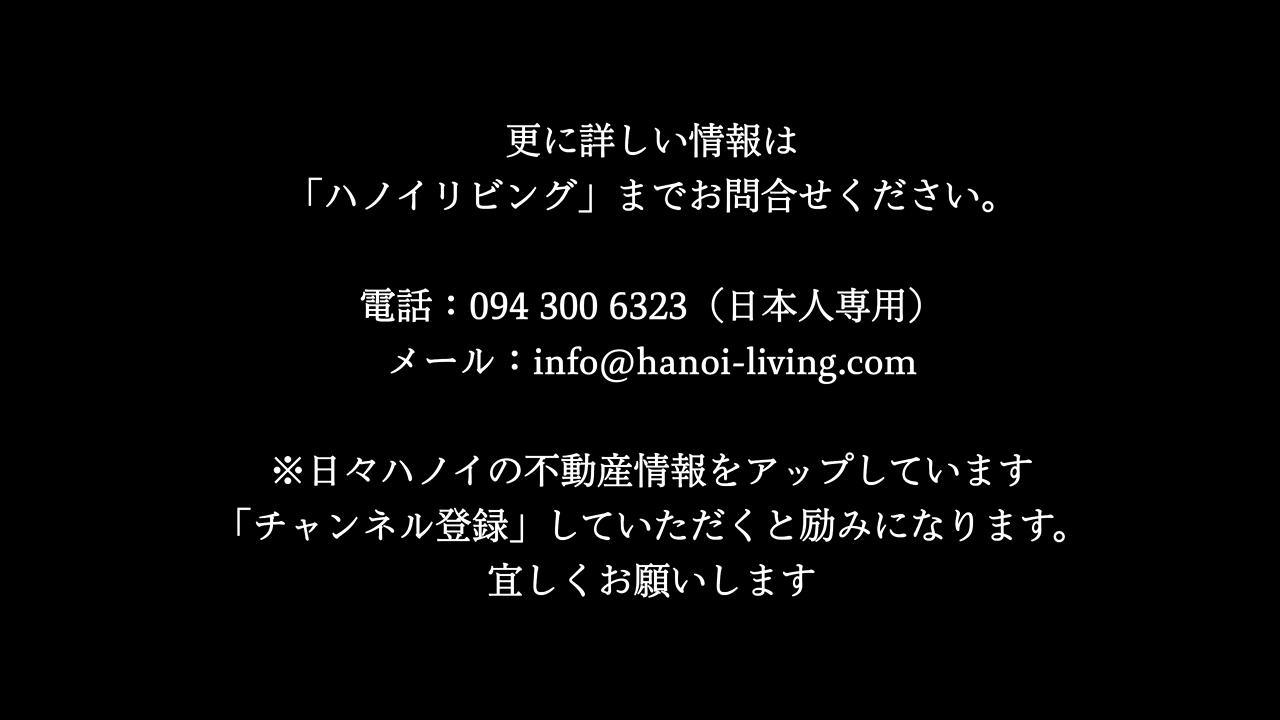 更に詳しい情報は
「ハノイリビング」までお問合せください。
電話：094 300 6323（日本人専用）
メール：info@hanoi-living.com
※日々ハノイの不動産情報をアップしています
「チャンネル登録」していただくと励みになります。
宜しくお願いします